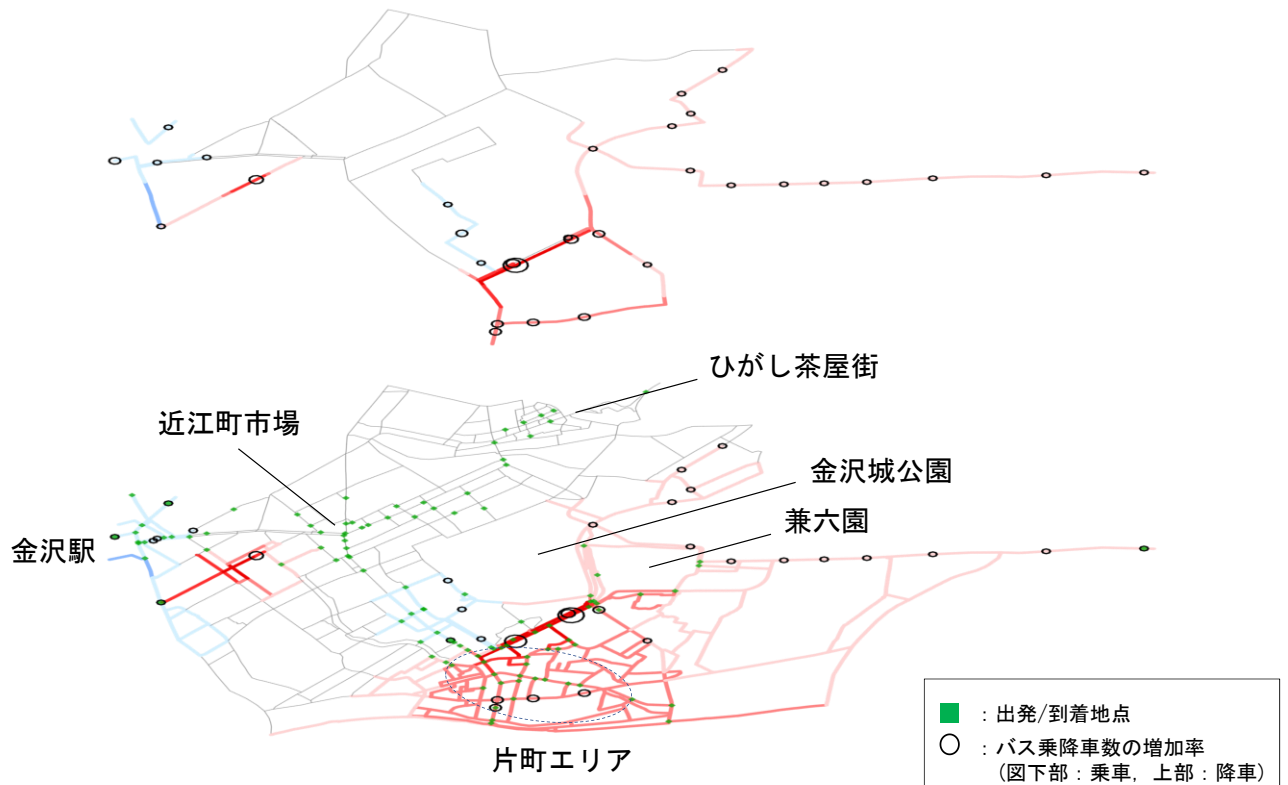 ひがし茶屋街
近江町市場
金沢城公園
兼六園
金沢駅
片町エリア
：出発/到着地点
：バス乗降車数の増加率
(図下部：乗車，上部：降車)